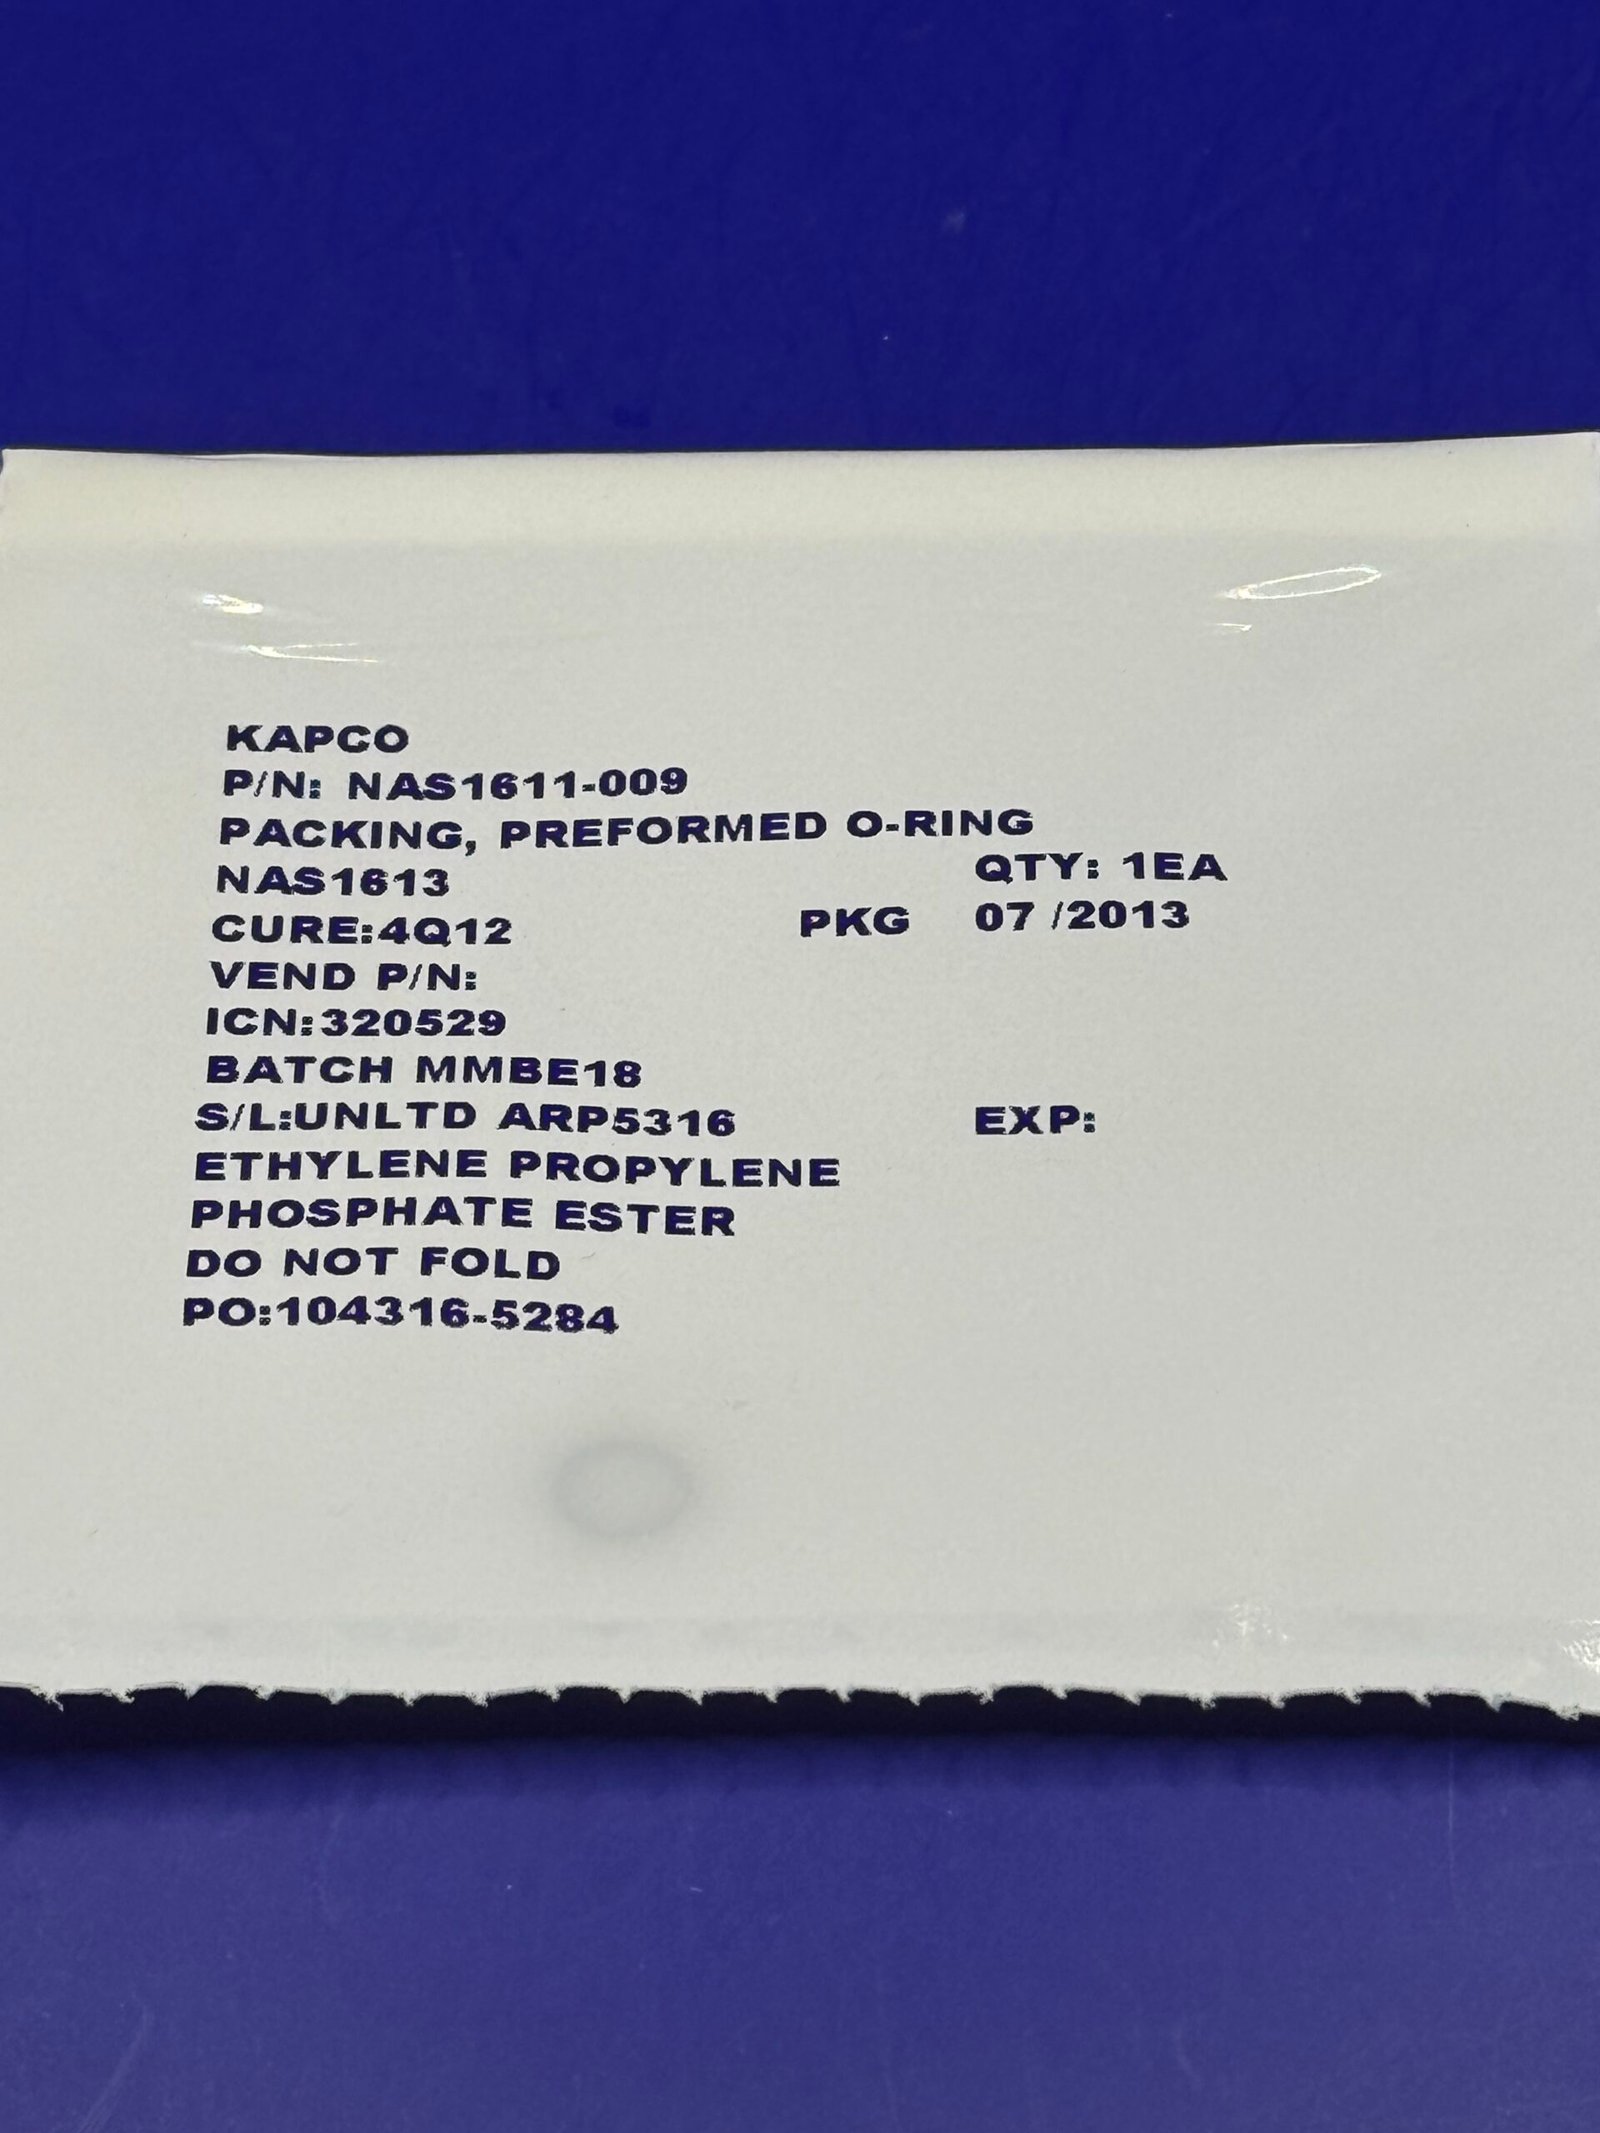 KAPCO
P/N: NAS1611-009
PACKING, PREFORMED O-RING
NAS1613 QTY: 1EA
CURE:4Q12 PKG 07 /2013
VEND P/N:
ICN:320529
BATCH MMBE18
S/L:UNLTD ARP5316 EXP:
ETHYLENE PROPYLENE
PHOSPHATE ESTER
DO NOT FOLD
PO:104316-5284